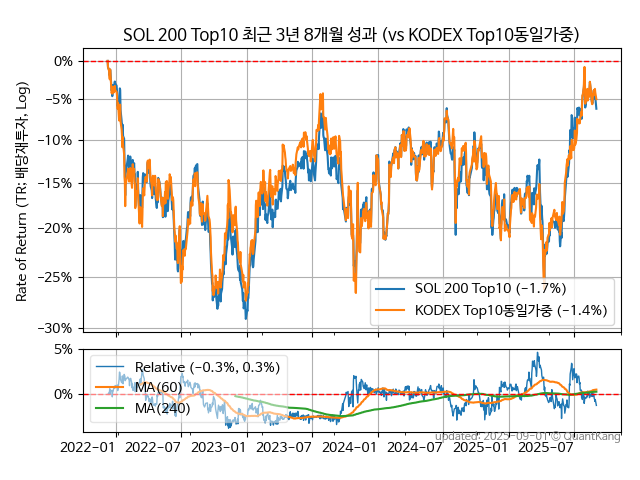 SOL 200 Top10 최근 3년 8개월 성과 (vs KODEX Top10동일가중)
Rate of Return (TR: 배당재투자, Log)
0%
−5%
−10%
−15%
−20%
−25%
−30%
SOL 200 Top10 (−1.7%)
KODEX Top10동일가중 (−1.4%)
5%
0%
Relative (−0.3%, 0.3%)
MA(60)
MA(240)
updated: 2025-09-01 © QuantKang
2022−01 2022−07 2023−01 2023−07 2024−01 2024−07 2025−01 2025−07